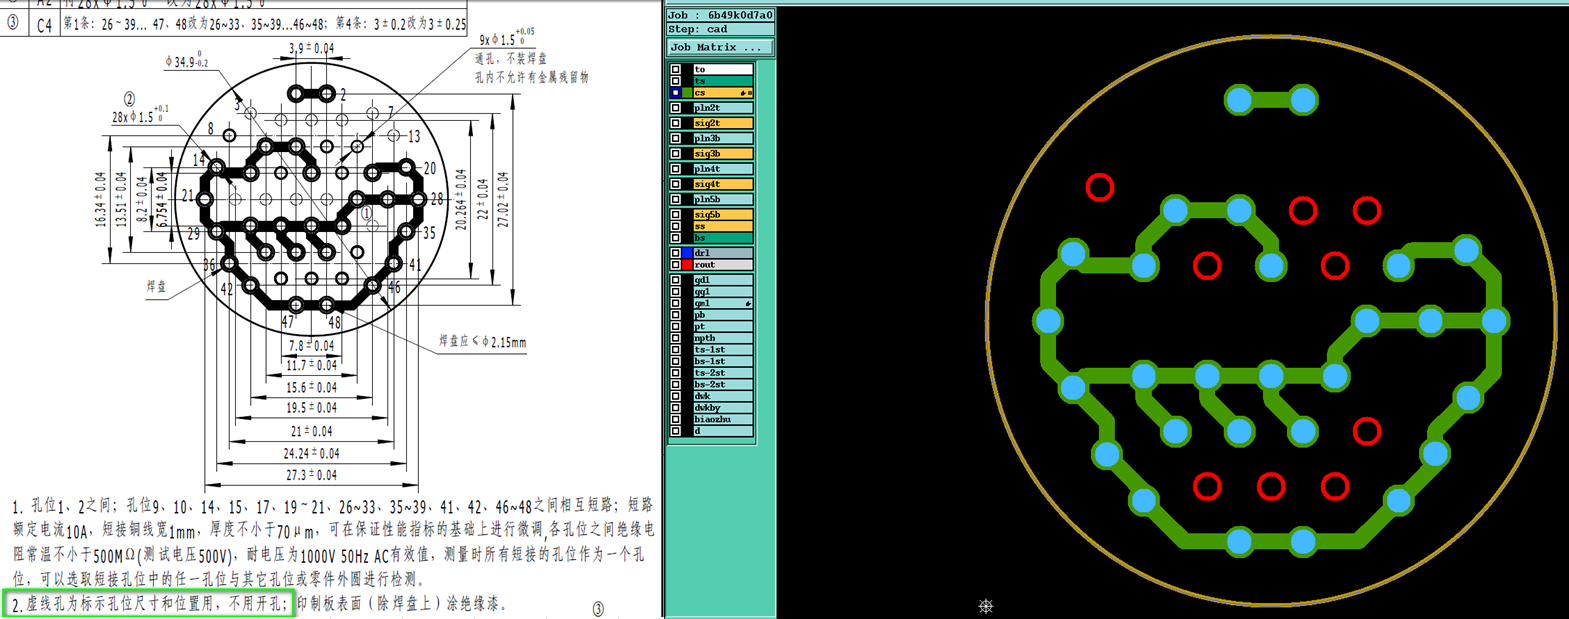 ③ C4 第1条：26～39... 47、48改为26~33、35~39...46~48；第4条：3±0.2改为3±0.25
9xφ1.5 +0.05 0
通孔，不装焊盘
孔内不允许有金属残留物
3,9±0.04
φ34.9 0 -0.2
②
28xφ1.5 +0.1 0
2
3
7
8
13
14
20
21
28
①
29
35
36
41
42
46
47
48
焊盘
焊盘应≤φ2.15mm
16.34±0.04
13.51±0.04
8.2±0.04
6.754±0.04
20.264±0.04
22±0.04
27.02±0.04
7.8±0.04
11.7±0.04
15.6±0.04
19.5±0.04
21±0.04
24.24±0.04
27.3±0.04
1. 孔位1、2之间；孔位9、10、14、15、17、19~21、26~33、35~39、41、42、46~48之间相互短路；短路
额定电流10A，短接铜线宽1mm，厚度不小于70μm，可在保证性能指标的基础上进行微调,各孔位之间绝缘电
阻常温不小于500MΩ(测试电压500V)，耐电压为1000V 50Hz AC有效值，测量时所有短接的孔位作为一个孔
位，可以选取短接孔位中的任一孔位与其它孔位或零件外圆进行检测。
2.虚线孔为标示孔位尺寸和位置用，不用开孔；印制板表面（除焊盘上）涂绝缘漆。
③
Job : 6b49k0d7a0
Step: cad
Job Matrix ...
to
ts
cs
pln2t
sig2t
pln3b
sig3b
pln4t
sig4t
pln5b
sig5b
ss
bs
drl
rout
gdl
gg1
gm1
pb
pt
npth
ts-1st
bs-1st
ts-2st
bs-2st
dwk
dwkby
biaozhu
d